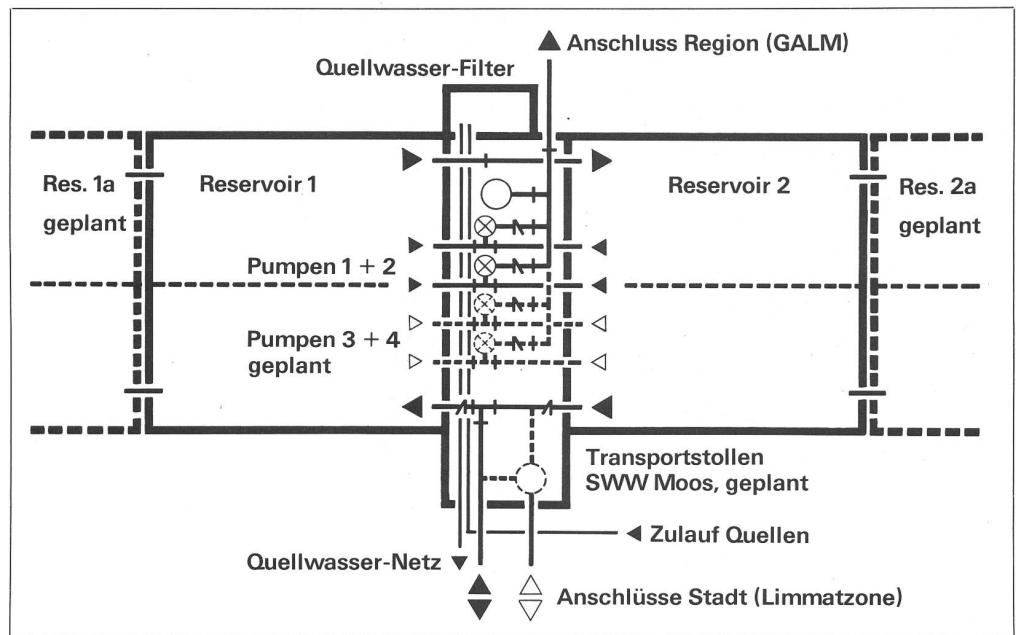 Anschluss Region (GALM)
Quellwasser-Filter
Res. 1a
geplant
Reservoir 1
Reservoir 2
Res. 2a
geplant
Pumpen 1 + 2
Pumpen 3 + 4
geplant
Transportstollen
SWW Moos, geplant
Zulauf Quellen
Quellwasser-Netz
Anschlüsse Stadt (Limmatzone)